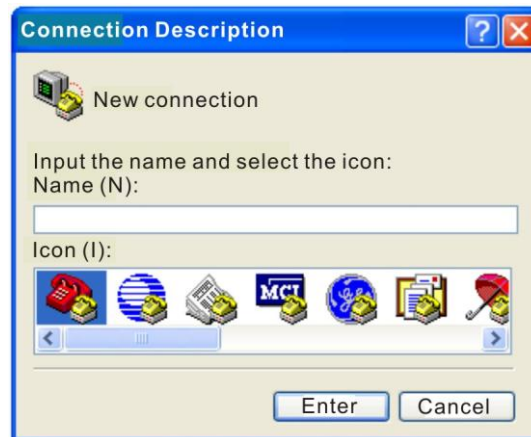 Connection Description
?
New connection
Input the name and select the icon:
Name (N):
Icon (I):
MCI
Enter
Cancel